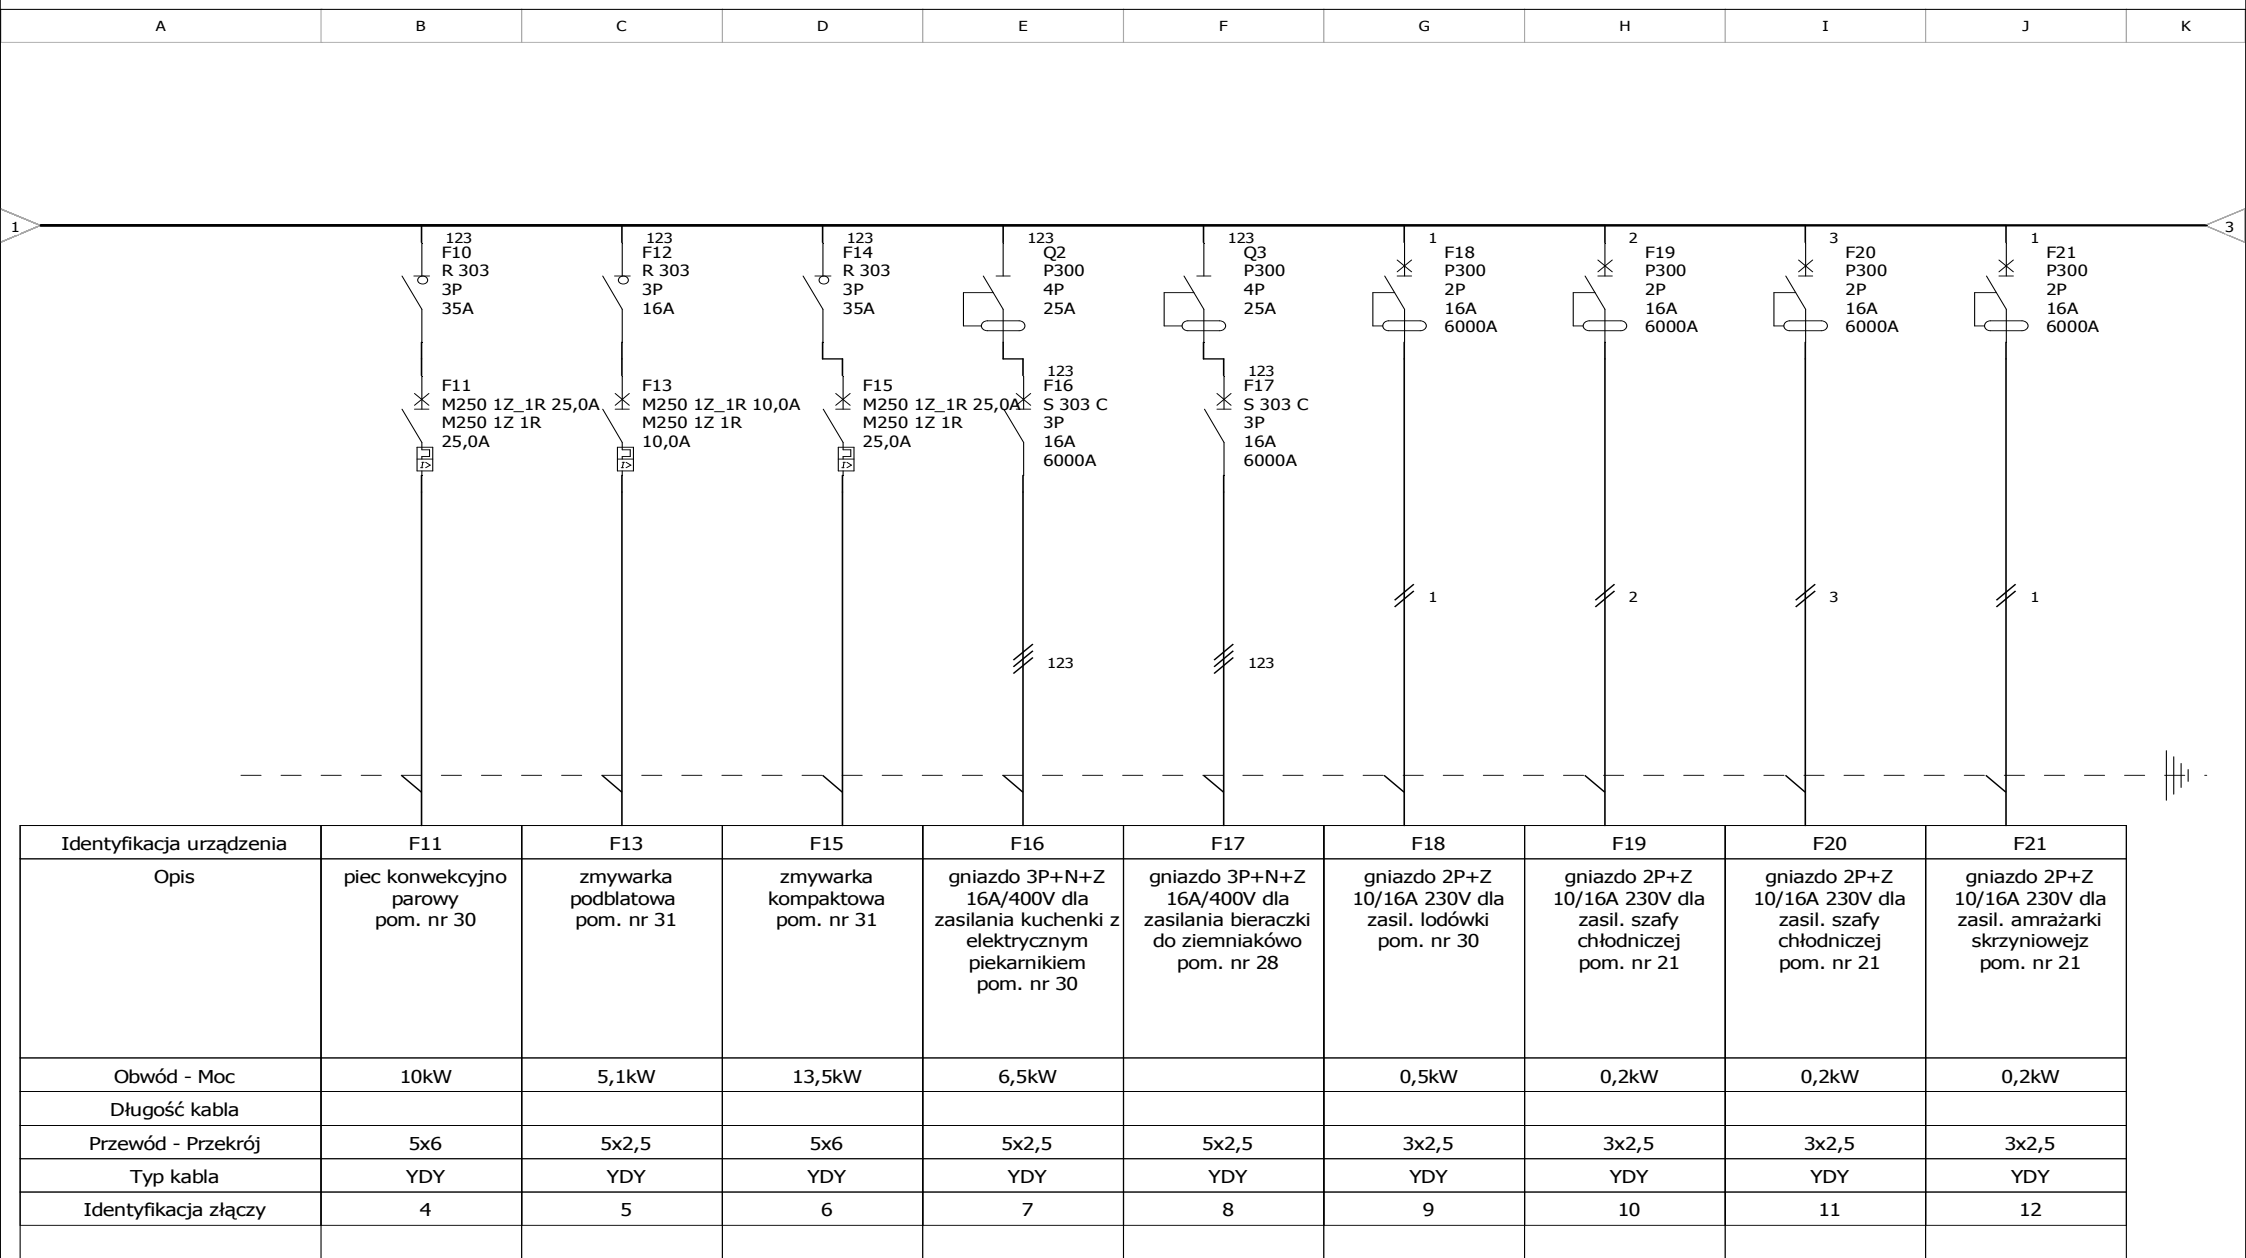 A B C D E F G H I J K
1
3
123
F10
R 303
3P
35A
123
F12
R 303
3P
16A
123
F14
R 303
3P
35A
123
Q2
P300
4P
25A
123
Q3
P300
4P
25A
1
F18
P300
2P
16A
6000A
2
F19
P300
2P
16A
6000A
3
F20
P300
2P
16A
6000A
1
F21
P300
2P
16A
6000A
F11
M250 1Z_1R 25,0A
M250 1Z 1R
25,0A
I>
F13
M250 1Z_1R 10,0A
M250 1Z 1R
10,0A
I>
F15
M250 1Z_1R 25,0A
M250 1Z 1R
25,0A
I>
123
F16
S 303 C
3P
16A
6000A
123
F17
S 303 C
3P
16A
6000A
1
2
3
1
123
123
Identyfikacja urządzenia F11 F13 F15 F16 F17 F18 F19 F20 F21
Opis
piec konwekcyjno
parowy
pom. nr 30
zmywarka
podblatowa
pom. nr 31
zmywarka
kompaktowa
pom. nr 31
gniazdo 3P+N+Z
16A/400V dla
zasilania kuchenki z
elektrycznym
piekarnikiem
pom. nr 30
gniazdo 3P+N+Z
16A/400V dla
zasilania bieraczki
do ziemniakówo
pom. nr 28
gniazdo 2P+Z
10/16A 230V dla
zasil. lodówki
pom. nr 30
gniazdo 2P+Z
10/16A 230V dla
zasil. szafy
chłodniczej
pom. nr 21
gniazdo 2P+Z
10/16A 230V dla
zasil. szafy
chłodniczej
pom. nr 21
gniazdo 2P+Z
10/16A 230V dla
zasil. amrażarki
skrzyniowejz
pom. nr 21
Obwód - Moc 10kW 5,1kW 13,5kW 6,5kW 0,5kW 0,2kW 0,2kW 0,2kW
Długość kabla
Przewód - Przekrój 5x6 5x2,5 5x6 5x2,5 5x2,5 3x2,5 3x2,5 3x2,5 3x2,5
Typ kabla YDY YDY YDY YDY YDY YDY YDY YDY YDY
Identyfikacja złączy 4 5 6 7 8 9 10 11 12